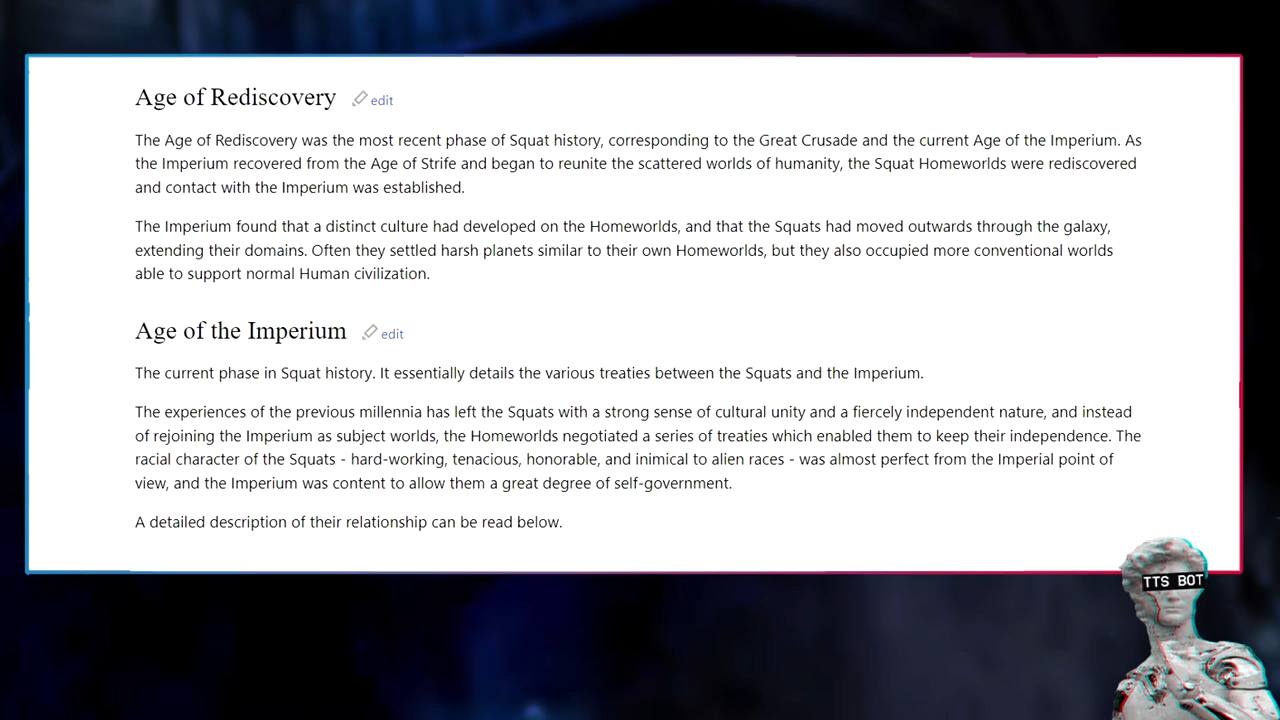 Age of Rediscovery edit
The Age of Rediscovery was the most recent phase of Squat history, corresponding to the Great Crusade and the current Age of the Imperium. As
the Imperium recovered from the Age of Strife and began to reunite the scattered worlds of humanity, the Squat Homeworlds were rediscovered
and contact with the Imperium was established.
The Imperium found that a distinct culture had developed on the Homeworlds, and that the Squats had moved outwards through the galaxy,
extending their domains. Often they settled harsh planets similar to their own Homeworlds, but they also occupied more conventional worlds
able to support normal Human civilization.
Age of the Imperium edit
The current phase in Squat history. It essentially details the various treaties between the Squats and the Imperium.
The experiences of the previous millennia has left the Squats with a strong sense of cultural unity and a fiercely independent nature, and instead
of rejoining the Imperium as subject worlds, the Homeworlds negotiated a series of treaties which enabled them to keep their independence. The
racial character of the Squats - hard-working, tenacious, honorable, and inimical to alien races - was almost perfect from the Imperial point of
view, and the Imperium was content to allow them a great degree of self-government.
A detailed description of their relationship can be read below.
TTS BOT